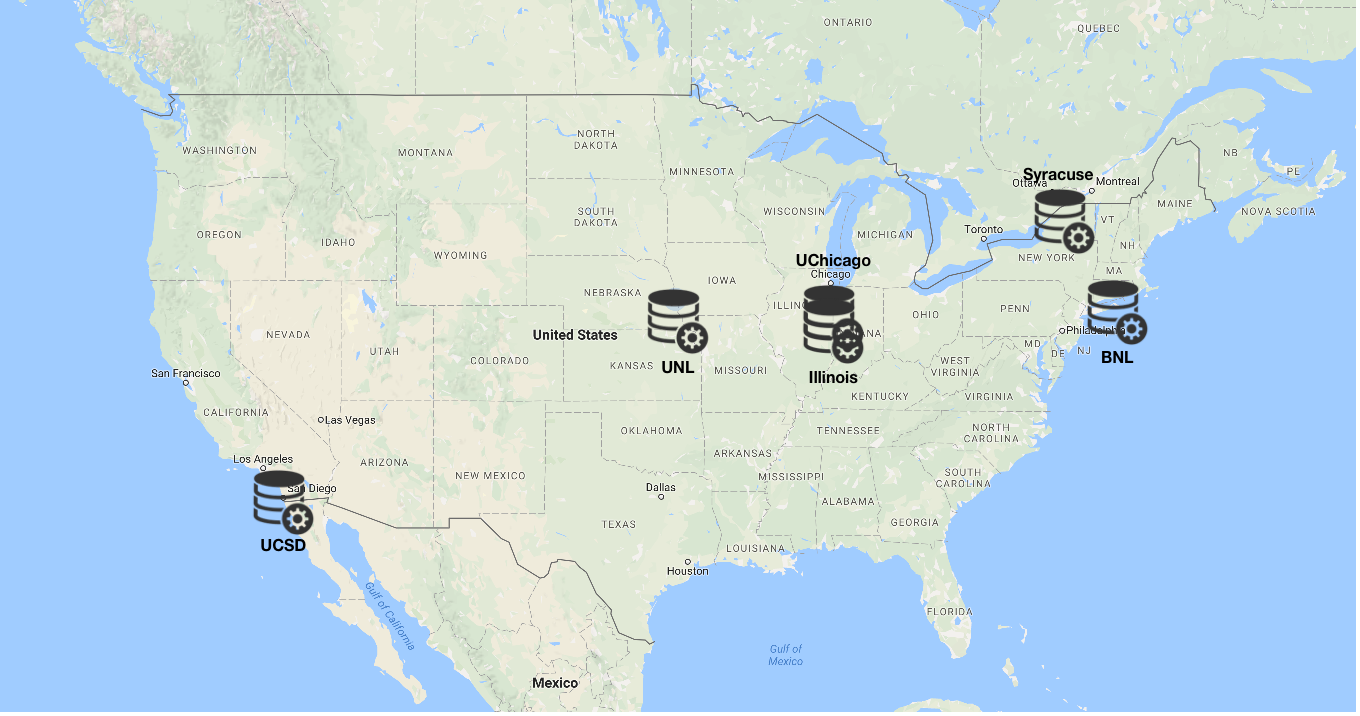 ONTARIO
QUEBEC
WASHINGTON
MONTANA
NORTH
DAKOTA
MINNESOTA
NB
PE
Syracuse
Ottawa
Montreal
MAINE
NOVA SCOTIA
OREGON
IDAHO
SOUTH
DAKOTA
WISCONSIN
MICHIGAN
Toronto
VT
NH
NEW YORK
MA
WYOMING
UChicago
Chicago
IOWA
NEBRASKA
ILLINO
ANA
OHIO
PENN
Philadelphia
NEVADA
UTAH
United States
COLORADO
KANSAS
UNL
MISSOURI
Illinois
WEST
VIRGINIA
MD
DE
NJ
BNL
San Francisco
KENTUCKY
VIRGINIA
CALIFORNIA
Las Vegas
OKLAHOMA
TENNESSEE
NORTH
CAROLINA
Los Angeles
ARIZONA
NEW MEXICO
ARKANSAS
San Diego
Dallas
MISSISSIPPI
SOUTH
CAROLINA
ALABAMA
UCSD
TEXAS
GEORGIA
LOUISIANA
Houston
Gulf of California
FLORIDA
Gulf of
Mexico
Mexico